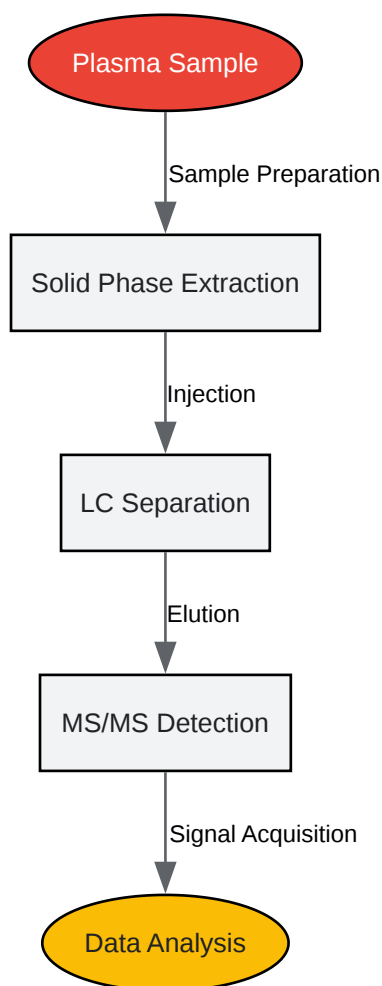 Plasma Sample
Sample Preparation
Solid Phase Extraction
Injection
LC Separation
Elution
MS/MS Detection
Signal Acquisition
Data Analysis